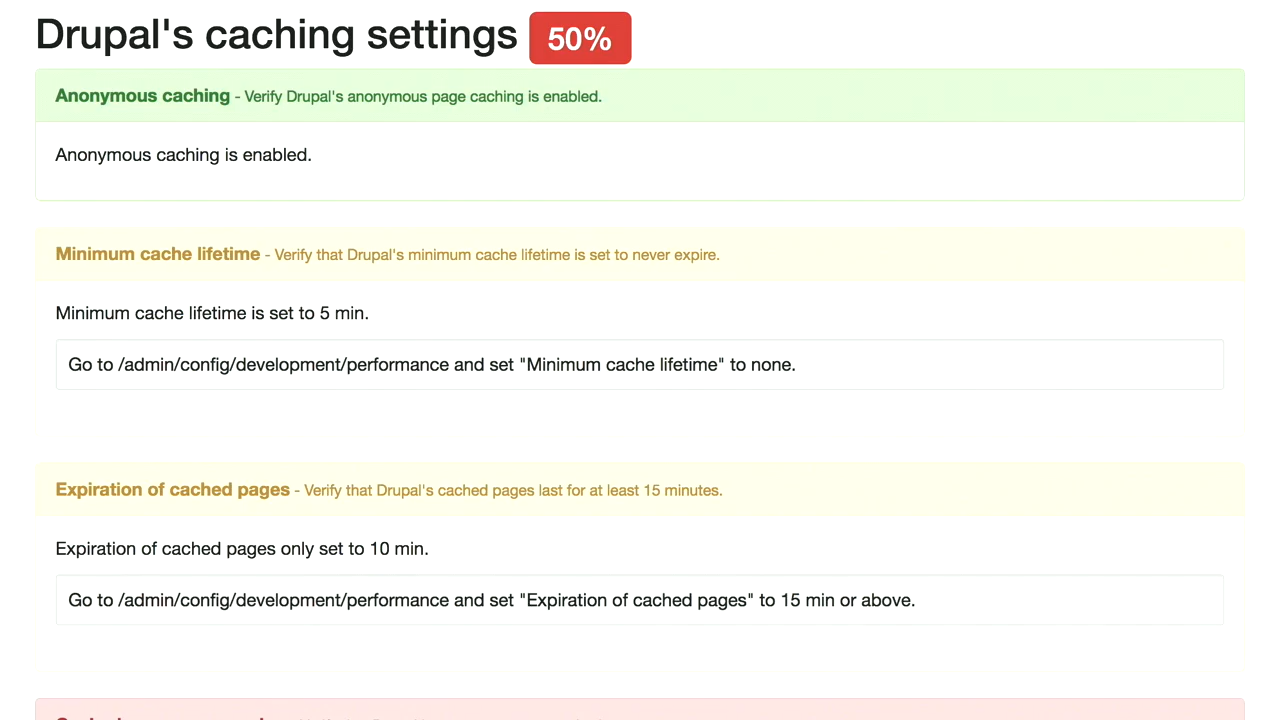 Drupal's caching settings 50%
Anonymous caching - Verify Drupal's anonymous page caching is enabled.
Anonymous caching is enabled.
Minimum cache lifetime - Verify that Drupal's minimum cache lifetime is set to never expire.
Minimum cache lifetime is set to 5 min.
Go to /admin/config/development/performance and set "Minimum cache lifetime" to none.
Expiration of cached pages - Verify that Drupal's cached pages last for at least 15 minutes.
Expiration of cached pages only set to 10 min.
Go to /admin/config/development/performance and set "Expiration of cached pages" to 15 min or above.